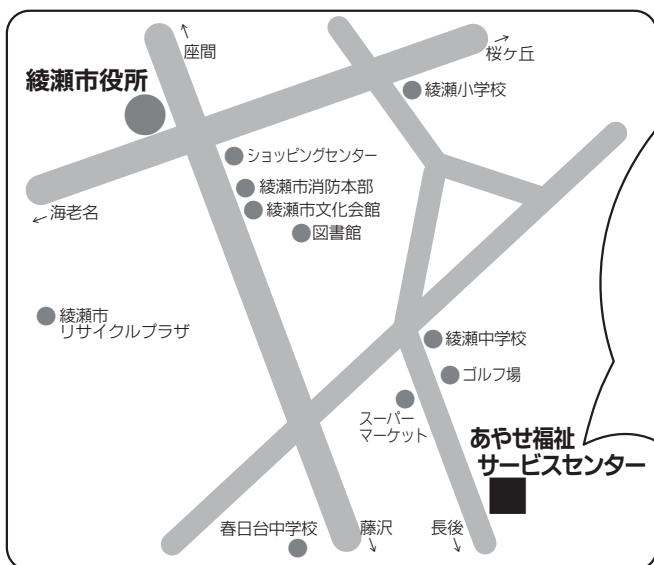 座間
桜ケ丘
綾瀬市役所
綾瀬小学校
ショッピングセンター
綾瀬市消防本部
綾瀬市文化会館
図書館
海老名
綾瀬市
リサイクルプラザ
綾瀬中学校
ゴルフ場
スーパー
マーケット
あやせ福祉
サービスセンター
春日台中学校
藤沢
長後